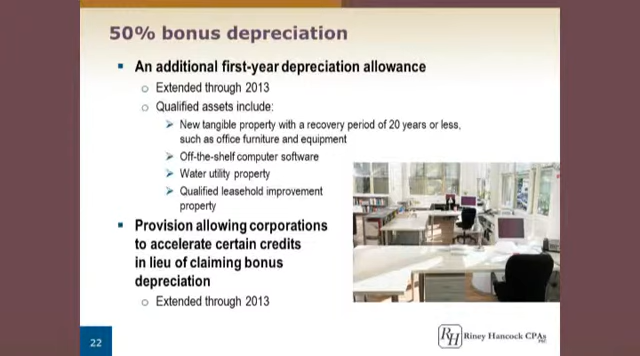 50% bonus depreciation
An additional first-year depreciation allowance
Extended through 2013
Qualified assets include:
New tangible property with a recovery period of 20 years or less,
such as office furniture and equipment
Off-the-shelf computer software
Water utility property
Qualified leasehold improvement
property
Provision allowing corporations
to accelerate certain credits
in lieu of claiming bonus
depreciation
Extended through 2013
22
RH Riney Hancock CPAs